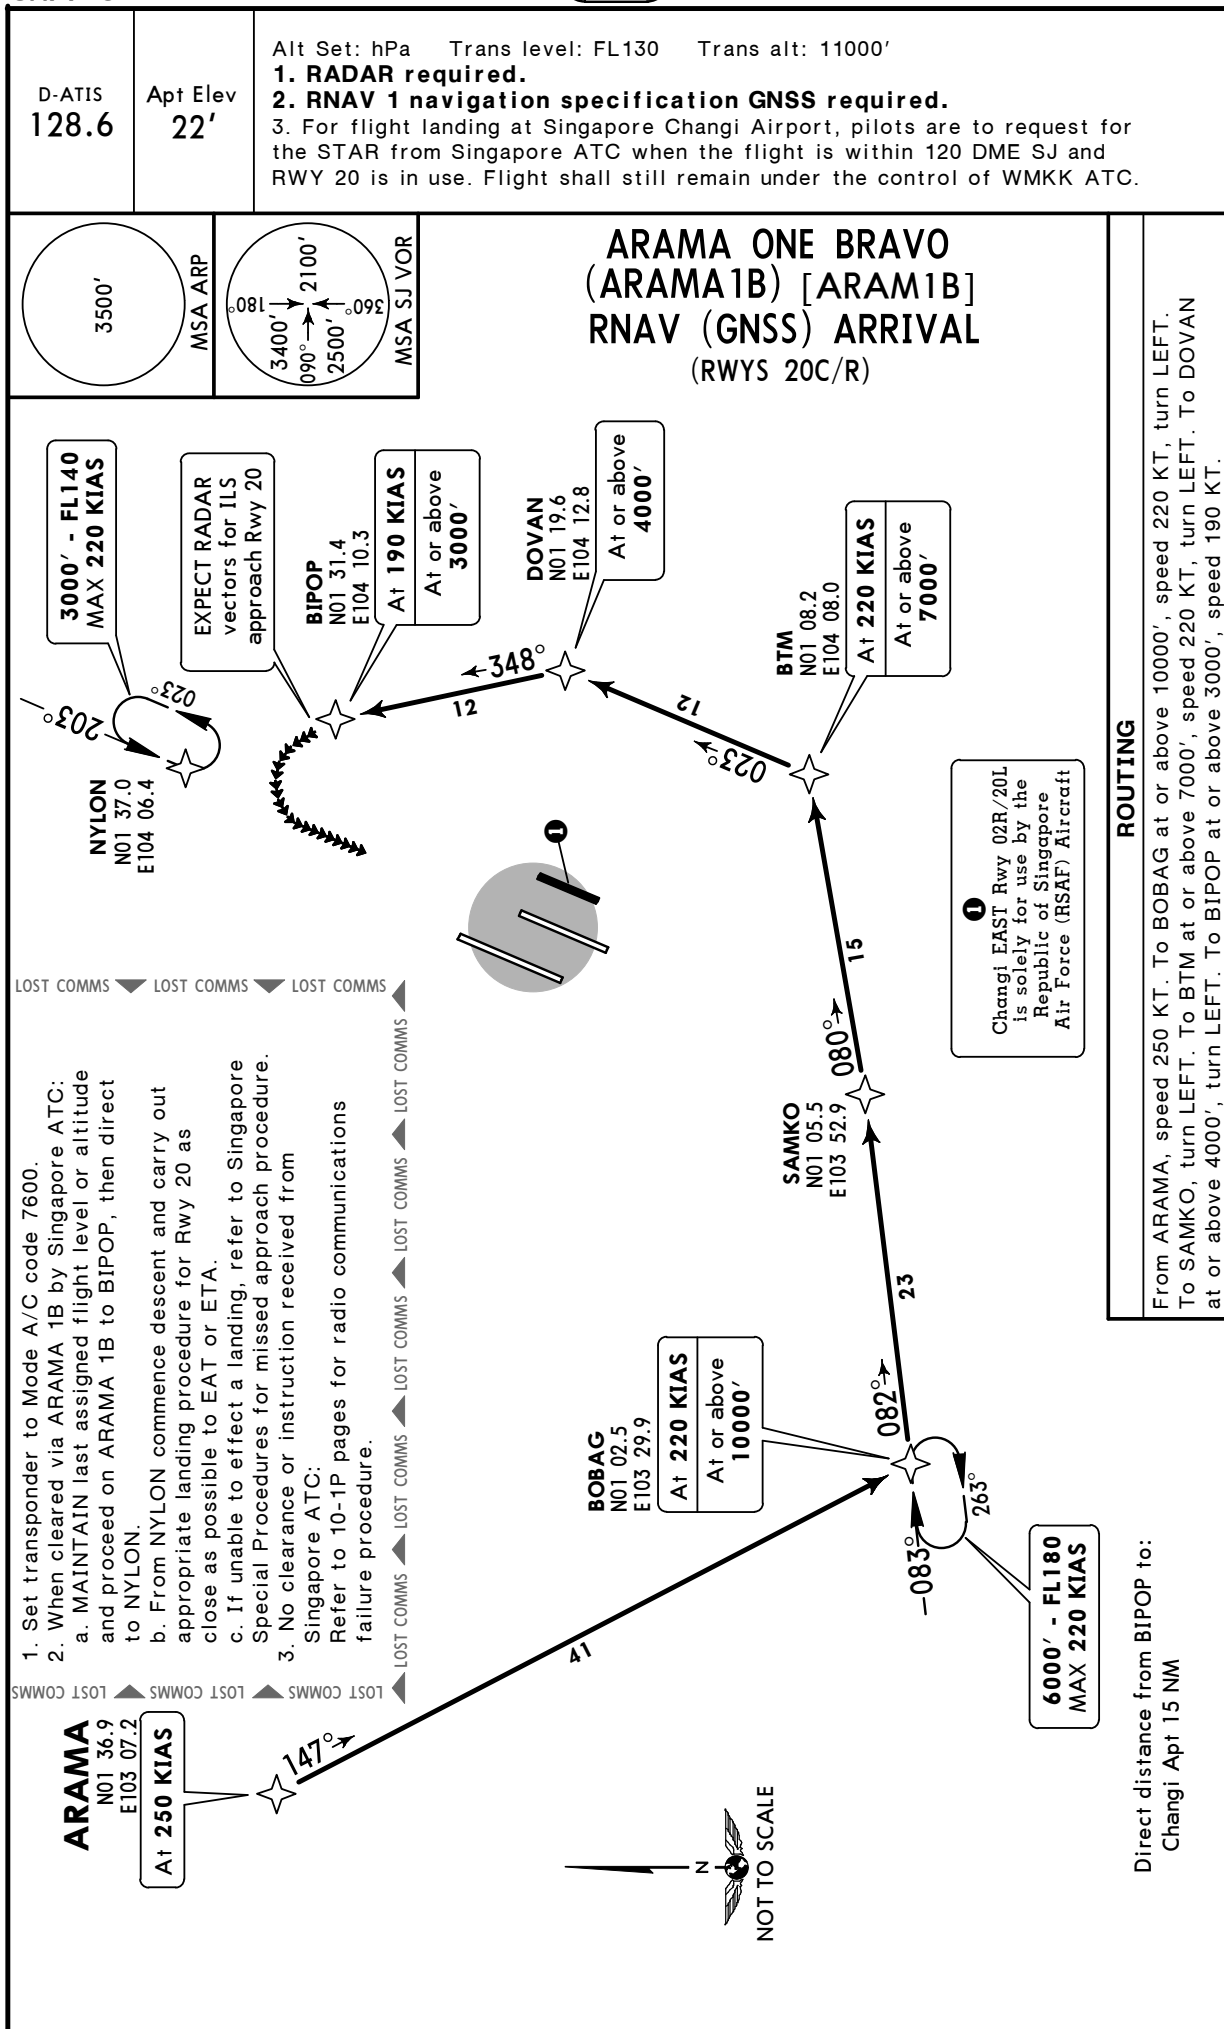 D-ATIS
128.6
Apt Elev
22'
Alt Set: hPa Trans level: FL130 Trans alt: 11000'
1. RADAR required.
2. RNAV 1 navigation specification GNSS required.
3. For flight landing at Singapore Changi Airport, pilots are to request for
the STAR from Singapore ATC when the flight is within 120 DME SJ and
RWY 20 is in use. Flight shall still remain under the control of WMKK ATC.
3500'
MSA ARP
180°
2100'
3400'
090°
2500'
360°
MSA SJ VOR
ARAMA ONE BRAVO
(ARAMA1B) [ARAM1B]
RNAV (GNSS) ARRIVAL
(RWYS 20C/R)
3000' - FL140
MAX 220 KIAS
203°
023°
NYLON
N01 37.0
E104 06.4
EXPECT RADAR
vectors for ILS
approach Rwy 20
BIPOP
N01 31.4
E104 10.3
At 190 KIAS
At or above
3000'
348°
12
DOVAN
N01 19.6
E104 12.8
At or above
4000'
12
023°
BTM
N01 08.2
E104 08.0
At 220 KIAS
At or above
7000'
1
1
Changi EAST Rwy 02R/20L
is solely for use by the
Republic of Singapore
Air Force (RSAF) Aircraft
15
080°
SAMKO
N01 05.5
E103 52.9
23
082°
BOBAG
N01 02.5
E103 29.9
At 220 KIAS
At or above
10000'
083°
263°
6000' - FL180
MAX 220 KIAS
41
147°
ARAMA
N01 36.9
E103 07.2
At 250 KIAS
LOST COMMS LOST COMMS LOST COMMS
LOST COMMS LOST COMMS LOST COMMS LOST COMMS LOST COMMS
LOST COMMS LOST COMMS LOST COMMS
1. Set transponder to Mode A/C code 7600.
2. When cleared via ARAMA 1B by Singapore ATC:
a. MAINTAIN last assigned flight level or altitude
and proceed on ARAMA 1B to BIPOP, then direct
to NYLON.
b. From NYLON commence descent and carry out
appropriate landing procedure for Rwy 20 as
close as possible to EAT or ETA.
c. If unable to effect a landing, refer to Singapore
Special Procedures for missed approach procedure.
3. No clearance or instruction received from
Singapore ATC:
Refer to 10-1P pages for radio communications
failure procedure.
N
NOT TO SCALE
Direct distance from BIPOP to:
Changi Apt 15 NM
ROUTING
From ARAMA, speed 250 KT. To BOBAG at or above 10000', speed 220 KT, turn LEFT.
To SAMKO, turn LEFT. To BTM at or above 7000', speed 220 KT, turn LEFT. To DOVAN
at or above 4000', turn LEFT. To BIPOP at or above 3000', speed 190 KT.